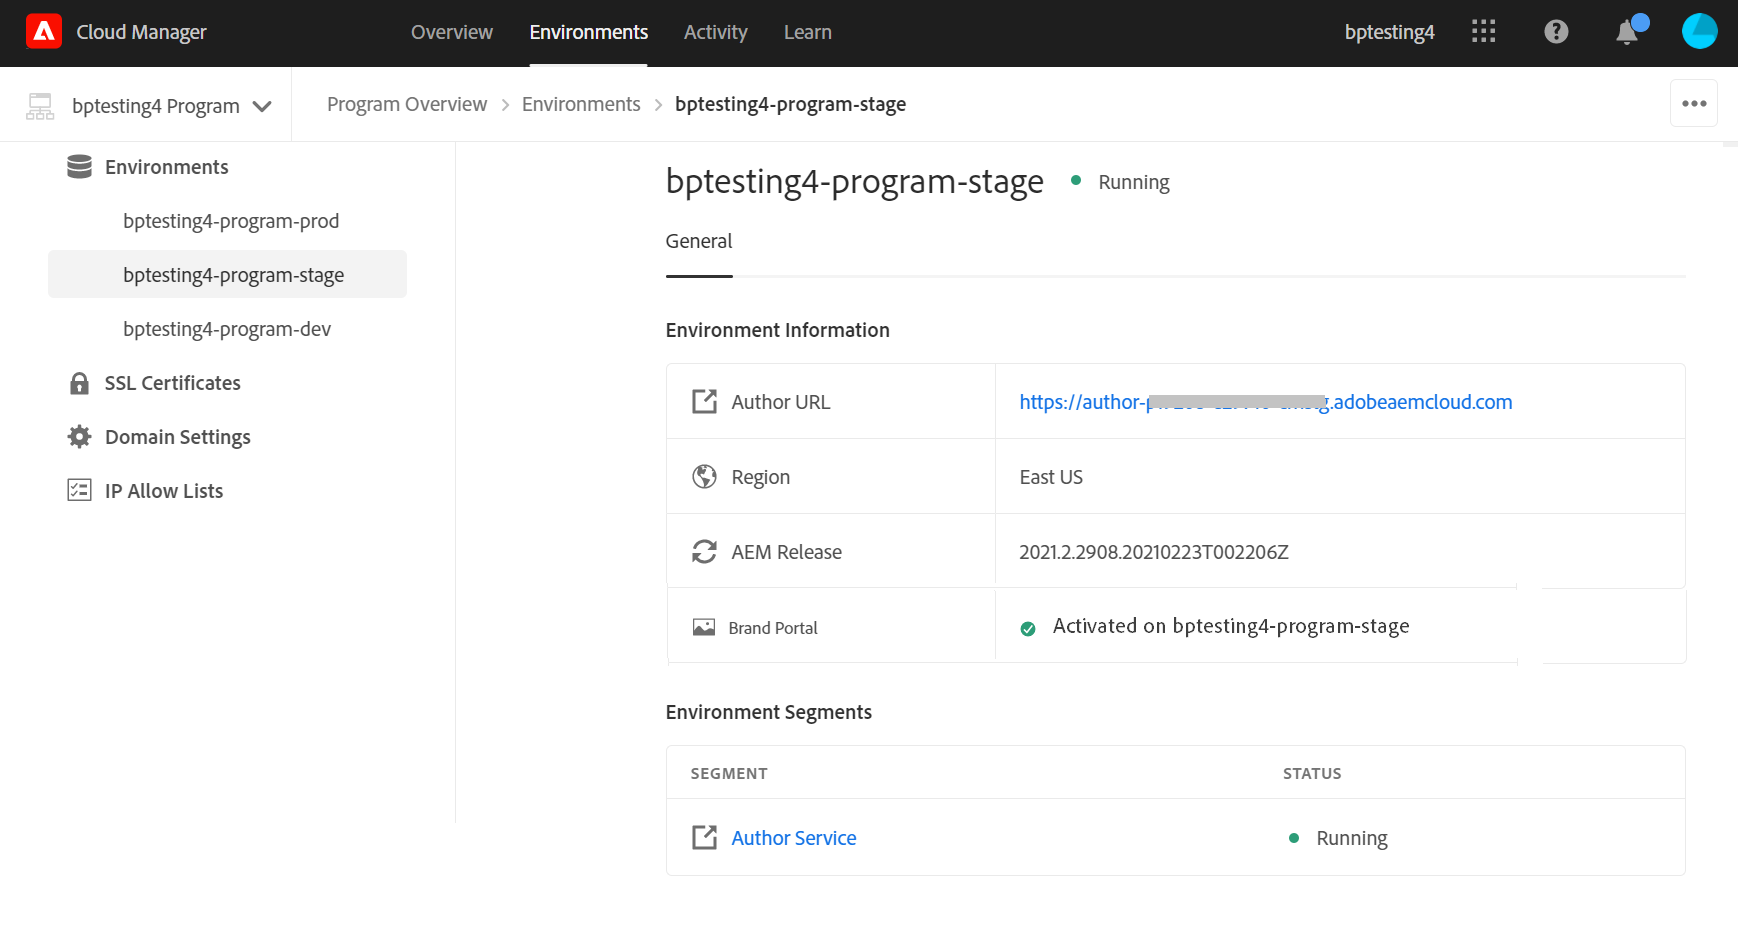 Cloud Manager Overview Environments Activity Learn bptesting4
bptesting4 Program Program Overview Environments bptesting4-program-stage
Environments
bptesting4-program-prod
bptesting4-program-stage
bptesting4-program-dev
SSL Certificates
Domain Settings
IP Allow Lists
bptesting4-program-stage Running
General
Environment Information
Author URL https://author- .adobeaemcloud.com
Region East US
AEM Release 2021.2.2908.20210223T002206Z
Brand Portal Activated on bptesting4-program-stage
Environment Segments
SEGMENT STATUS
Author Service Running